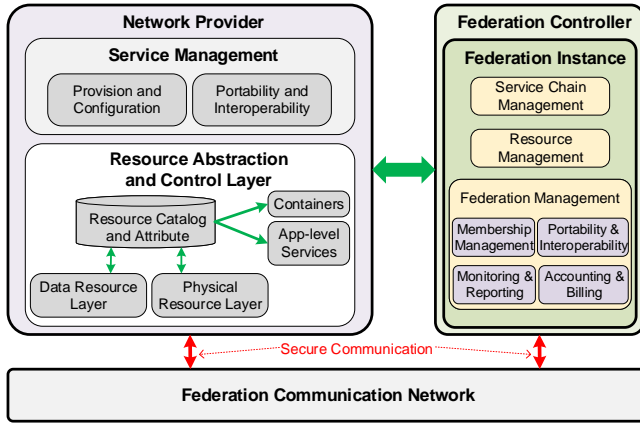 Network Provider
Service Management
Provision and
Configuration
Portability and
Interoperability
Resource Abstraction
and Control Layer
Resource Catalog
and Attribute
Containers
App-level
Services
Data Resource
Layer
Physical
Resource Layer
Federation Controller
Federation Instance
Service Chain
Management
Resource
Management
Federation Management
Membership
Management
Portability &
Interoperability
Monitoring &
Reporting
Accounting &
Billing
Secure Communication
Federation Communication Network